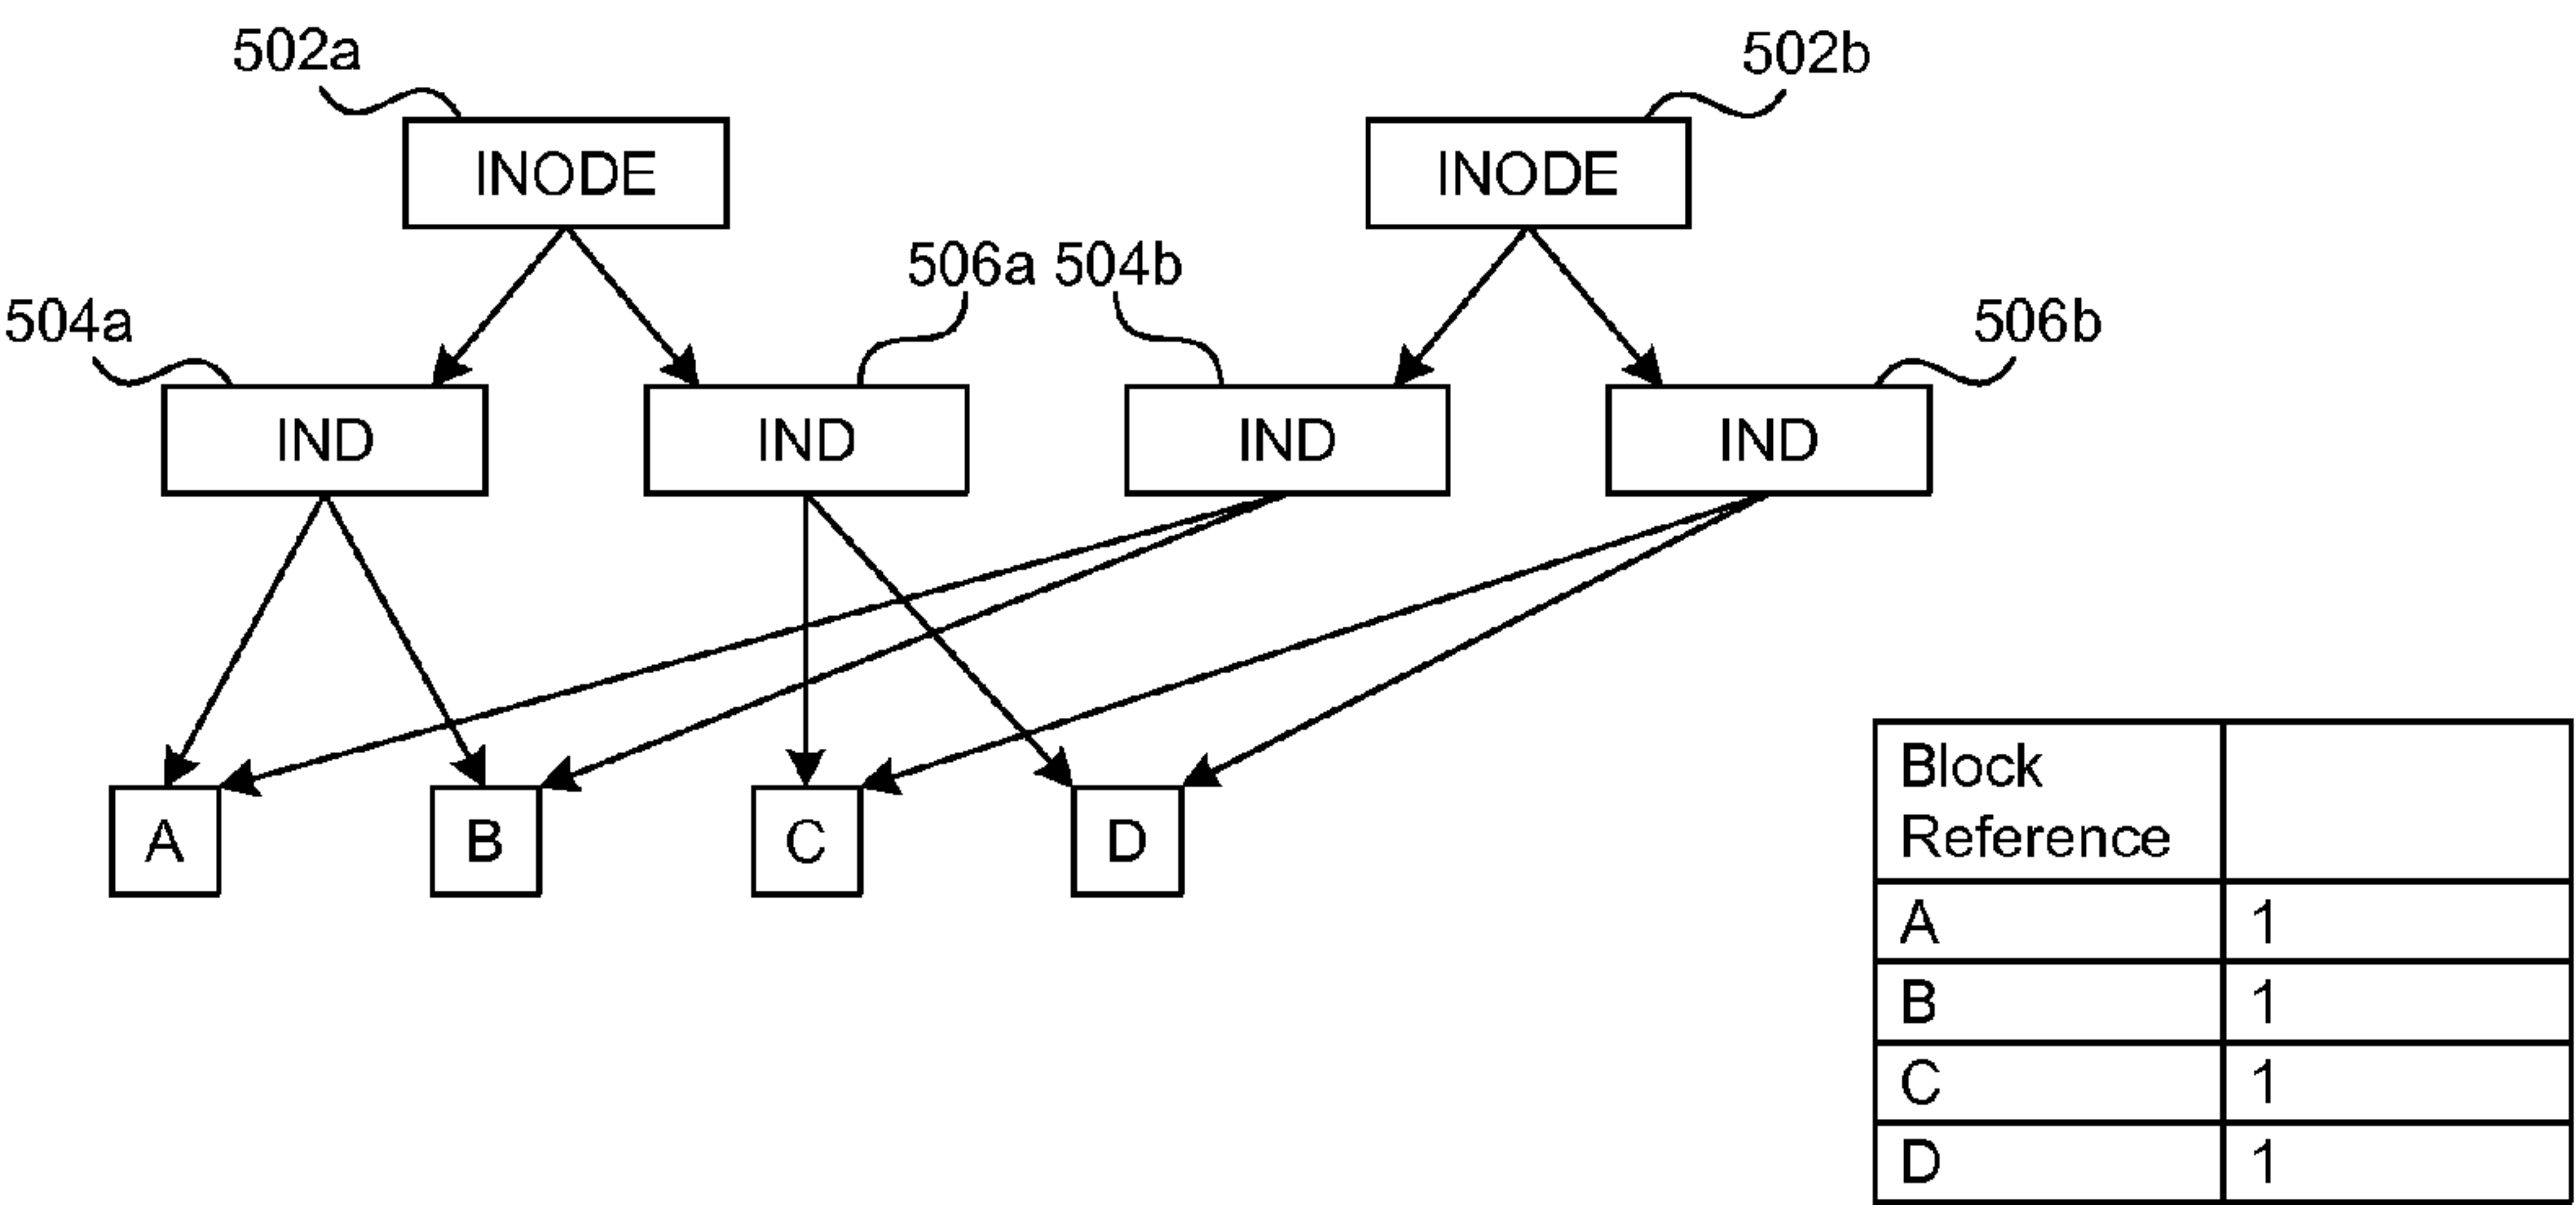 502a
502b
INODE
INODE
506a
504b
504a
506b
IND
IND
IND
IND
A
B
C
D
Block
Reference
A 1
B 1
C 1
D 1